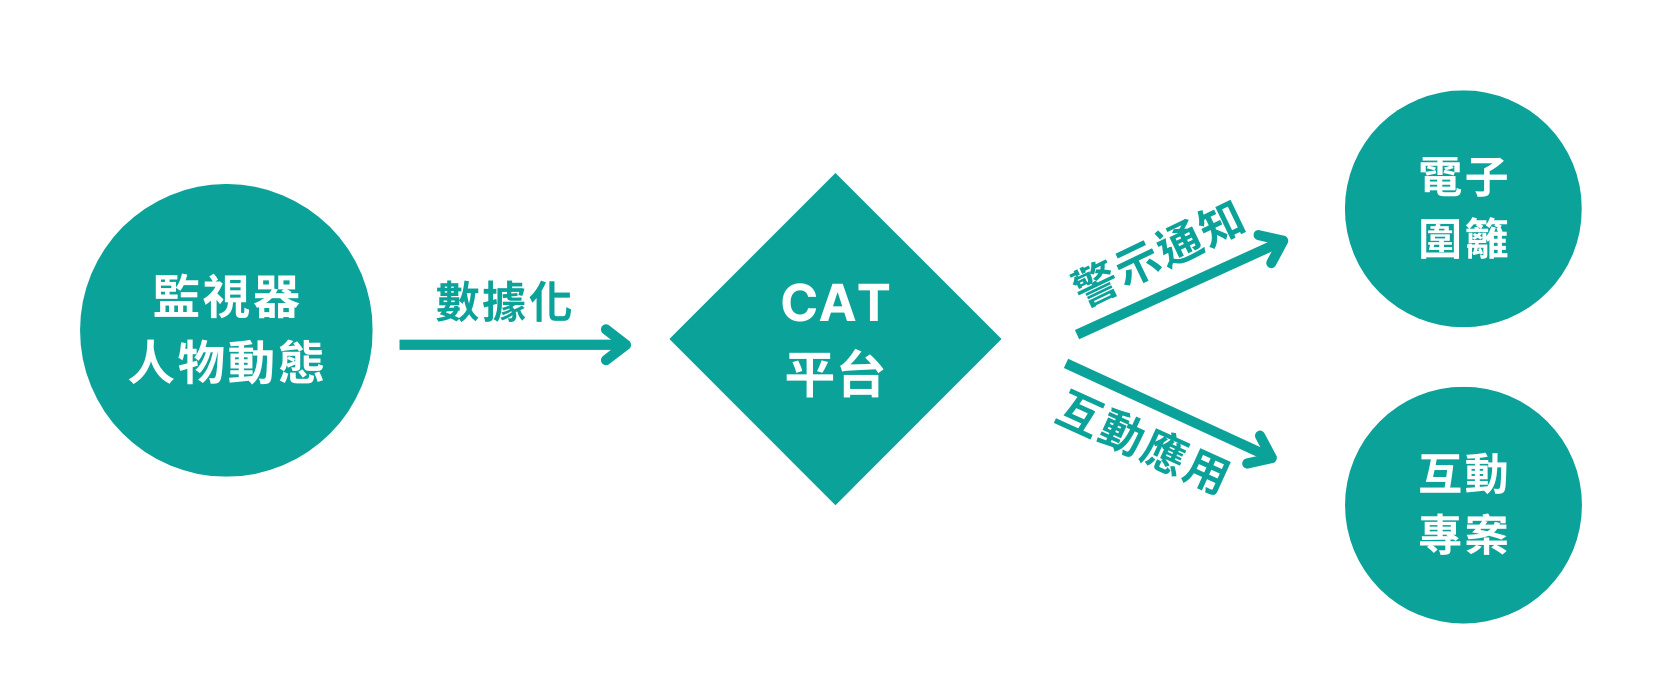 監視器
人物動態
數據化
CAT
平台
警示通知
電子
圍籬
互動應用
互動
專案